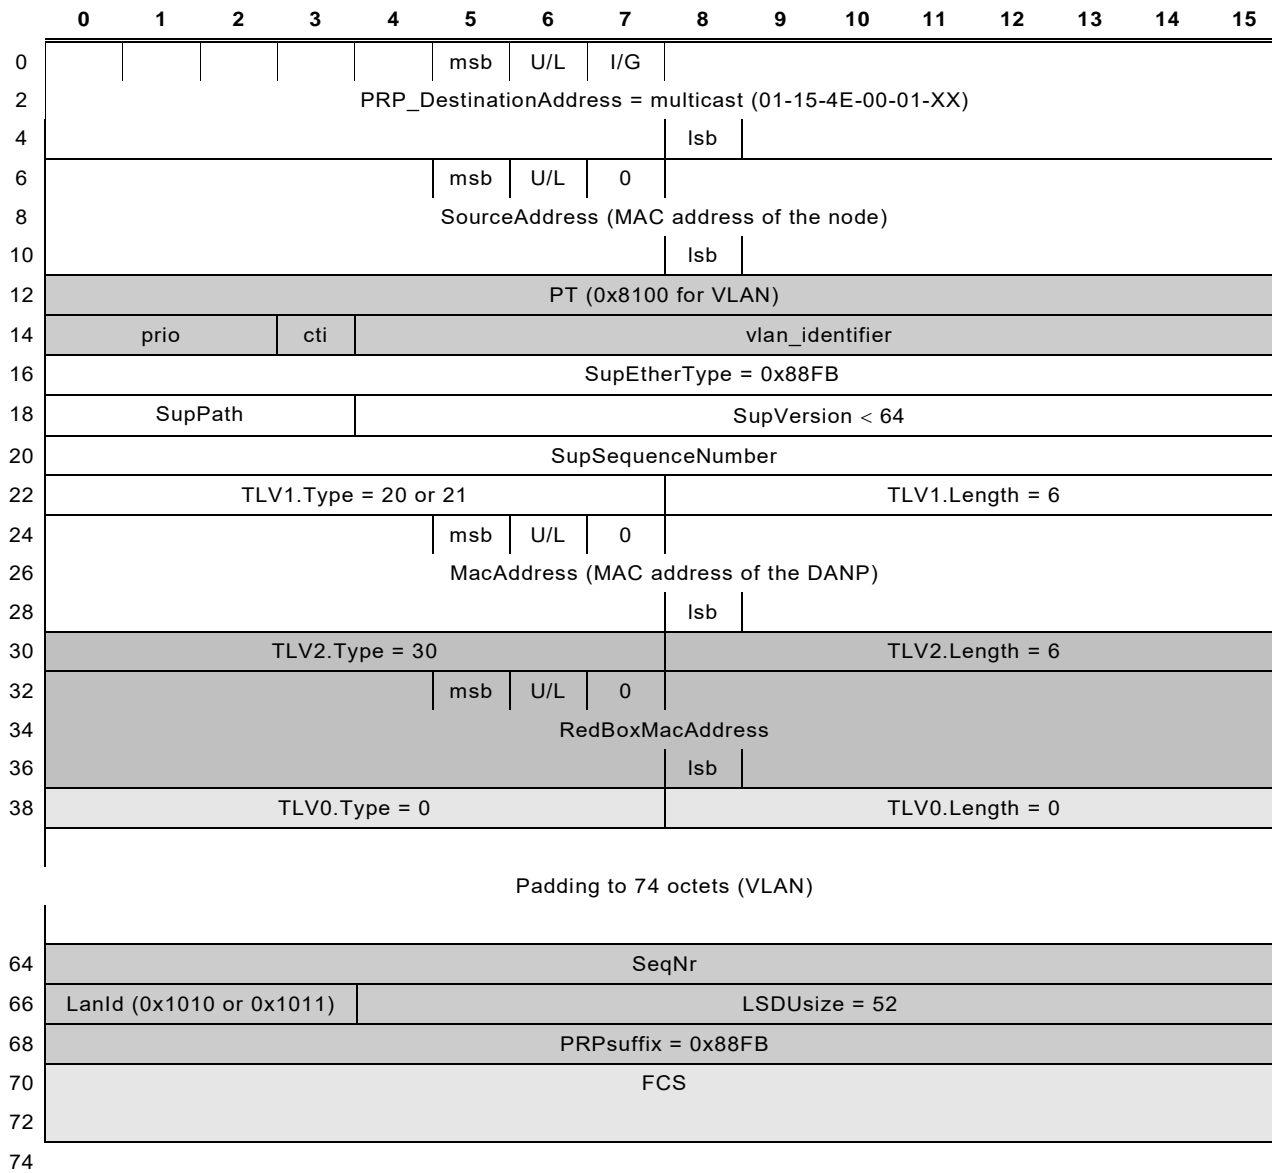 0 1 2 3 4 5 6 7 8 9 10 11 12 13 14 15
0 msb U/L I/G
2 PRP_DestinationAddress = multicast (01-15-4E-00-01-XX)
4 lsb
6 msb U/L 0
8 SourceAddress (MAC address of the node)
10 lsb
12 PT (0x8100 for VLAN)
14 prio cti vlan_identifier
16 SupEtherType = 0x88FB
18 SupPath SupVersion < 64
20 SupSequenceNumber
22 TLV1.Type = 20 or 21 TLV1.Length = 6
24 msb U/L 0
26 MacAddress (MAC address of the DANP)
28 lsb
30 TLV2.Type = 30 TLV2.Length = 6
32 msb U/L 0
34 RedBoxMacAddress
36 lsb
38 TLV0.Type = 0 TLV0.Length = 0
Padding to 74 octets (VLAN)
64 SeqNr
66 LanId (0x1010 or 0x1011) LSDUsize = 52
68 PRPsuffix = 0x88FB
70 FCS
72
74